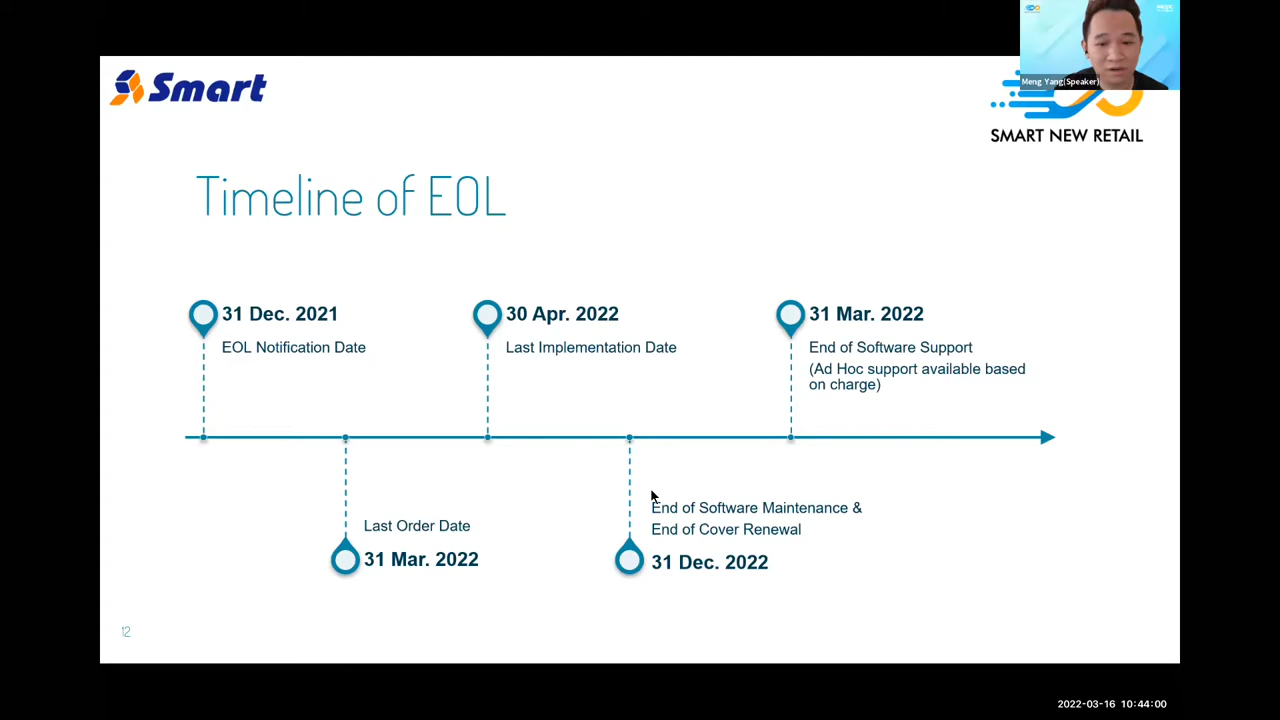 Smart
Meng Yang(Speaker)
SMART NEW RETAIL
Timeline of EOL
31 Dec. 2021
EOL Notification Date
30 Apr. 2022
Last Implementation Date
31 Mar. 2022
End of Software Support
(Ad Hoc support available based
on charge)
Last Order Date
31 Mar. 2022
End of Software Maintenance &
End of Cover Renewal
31 Dec. 2022
12
2022-03-16 10:44:00